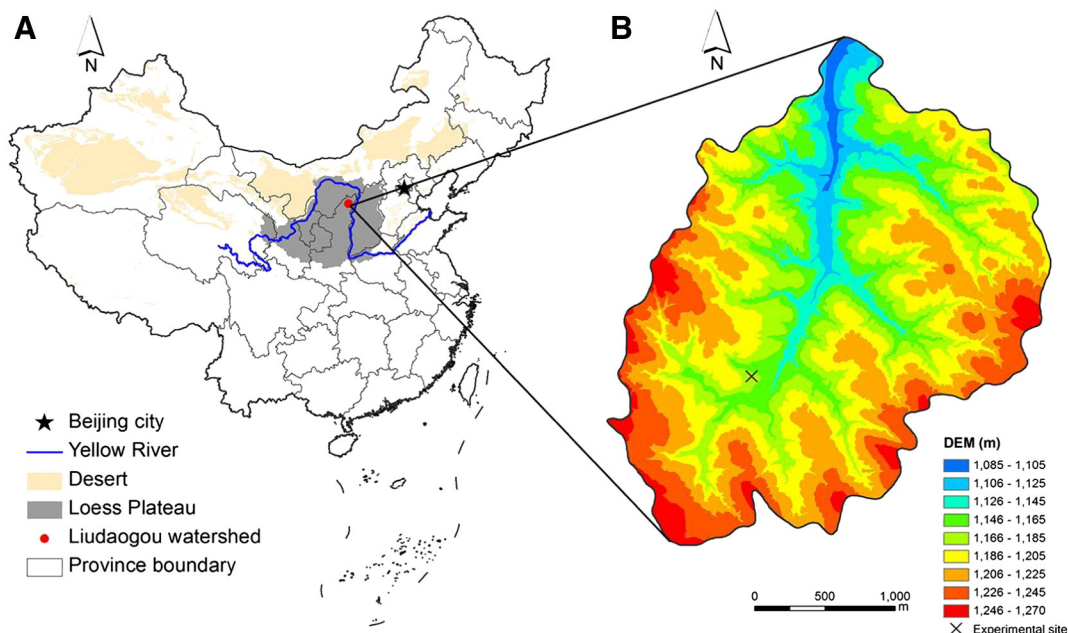 A
N
Beijing city
Yellow River
Desert
Loess Plateau
Liudaogou watershed
Province boundary
B
N
DEM (m)
1,085 - 1,105
1,106 - 1,125
1,126 - 1,145
1,146 - 1,165
1,166 - 1,185
1,186 - 1,205
1,206 - 1,225
1,226 - 1,245
1,246 - 1,270
Experimental site
0 500 1,000
m